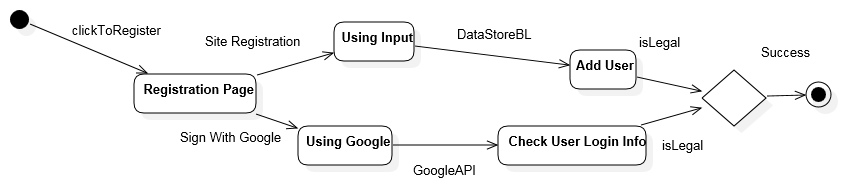 clickToRegister
Site Registration
Using Input
DataStoreBL
isLegal
Success
Add User
Registration Page
Sign With Google
Using Google
GoogleAPI
Check User Login Info
isLegal